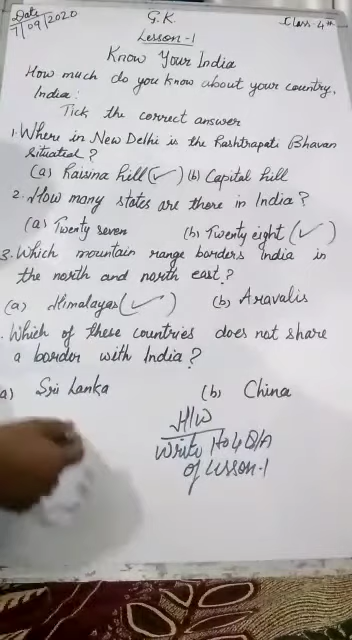 Date
7/09/2020
G.K.
Class-4th
Lesson-1
Know Your India
How much do you know about your country,
India:
Tick the correct answer
1. Where in New Delhi is the Rashtrapati Bhavan
situated?
(a) Raisina hill(✓) (b) Capital hill
2. How many states are there in India?
(a) Twenty seven (b) Twenty eight (✓)
3. Which mountain range borders India in
the north and north east?
(a) Himalayas(✓) (b) Aravalis
. Which of these countries does not share
a border with India?
a) Sri Lanka (b) China
H/W
Write 1 to 4 Q/A
of Lesson-1